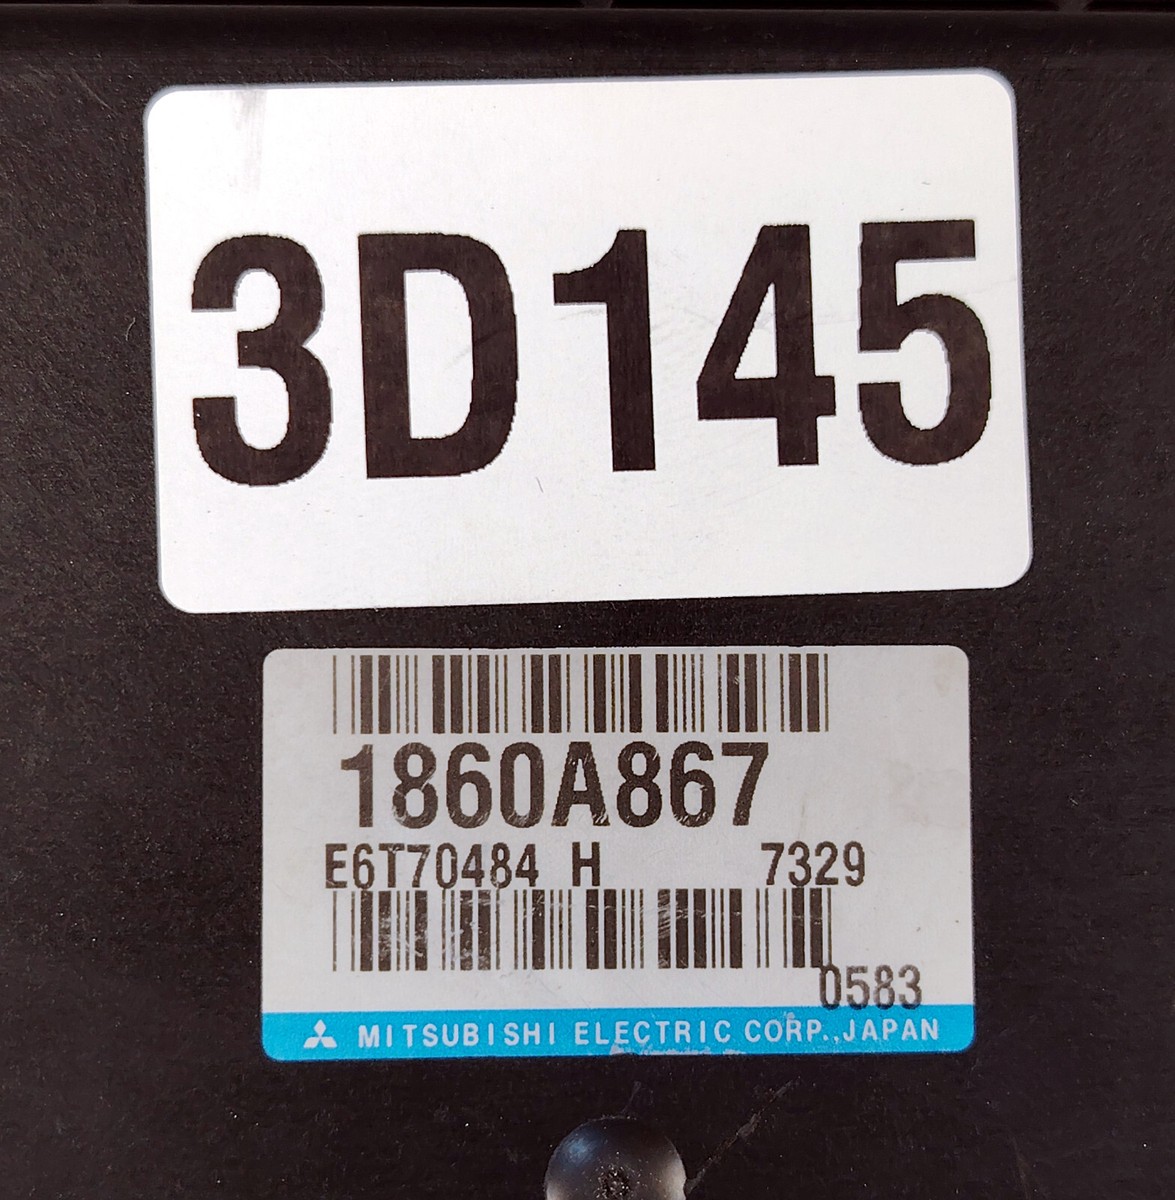 3D145
1860A867
E6T70484 H 7329
0583
MITSUBISHI ELECTRIC CORP., JAPAN